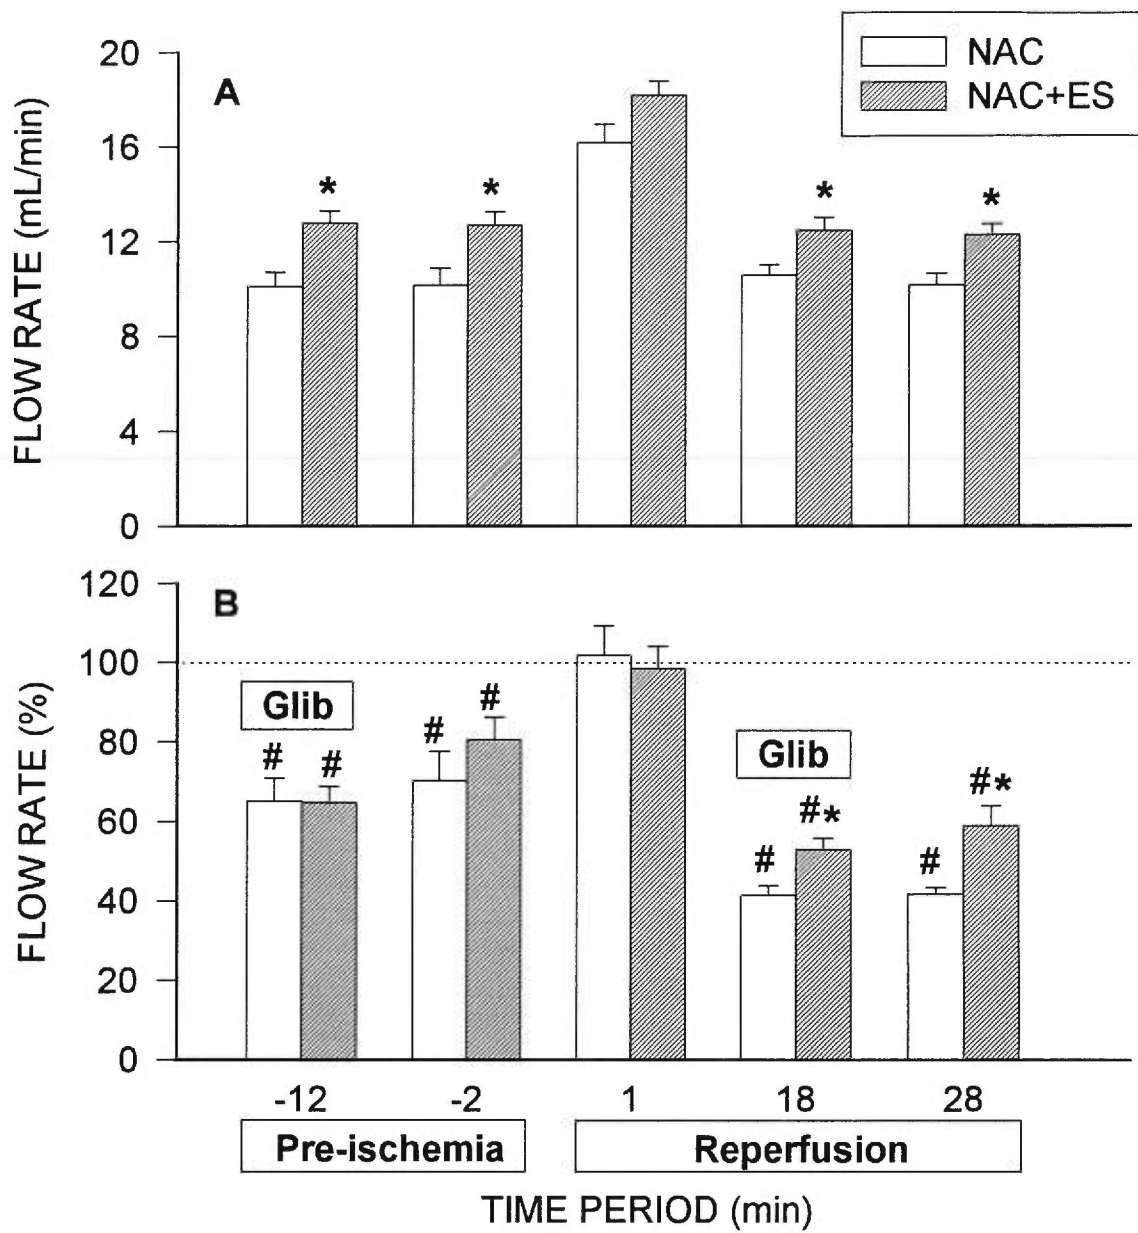 NAC
NAC+ES
A
FLOW RATE (mL/min)
20
16
12
8
4
0
*
*
*
*
B
FLOW RATE (%)
120
100
80
60
40
20
0
Glib
#
#
#
#
Glib
#
#*
#
#*
-12 -2 1 18 28
Pre-ischemia Reperfusion
TIME PERIOD (min)